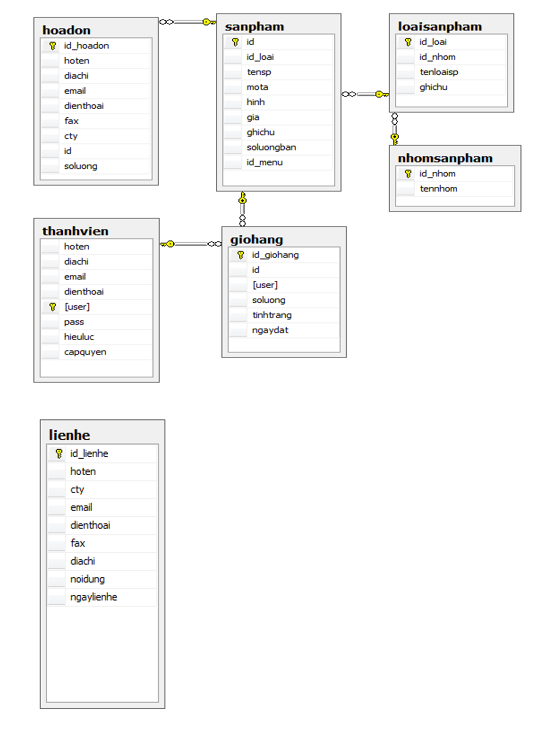 hoadon
id_hoadon
hoten
diachi
email
dienthoai
fax
cty
id
soluong
sanpham
id
id_loai
tensp
mota
hinh
gia
ghichu
soluongban
id_menu
loaisanpham
id_loai
id_nhom
tenloaisp
ghichu
nhomsanpham
id_nhom
tennhom
thanhvien
hoten
diachi
email
dienthoai
[user]
pass
hieuluc
capquyen
giohang
id_giohang
id
[user]
soluong
tinhtrang
ngaydat
lienhe
id_lienhe
hoten
cty
email
dienthoai
fax
diachi
noidung
ngaylienhe